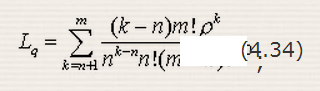 L_q = \sum_{k=n+1}^{m} \frac{(k-n)m!\rho^k}{n^{k-n}n!(m} , (4.34)